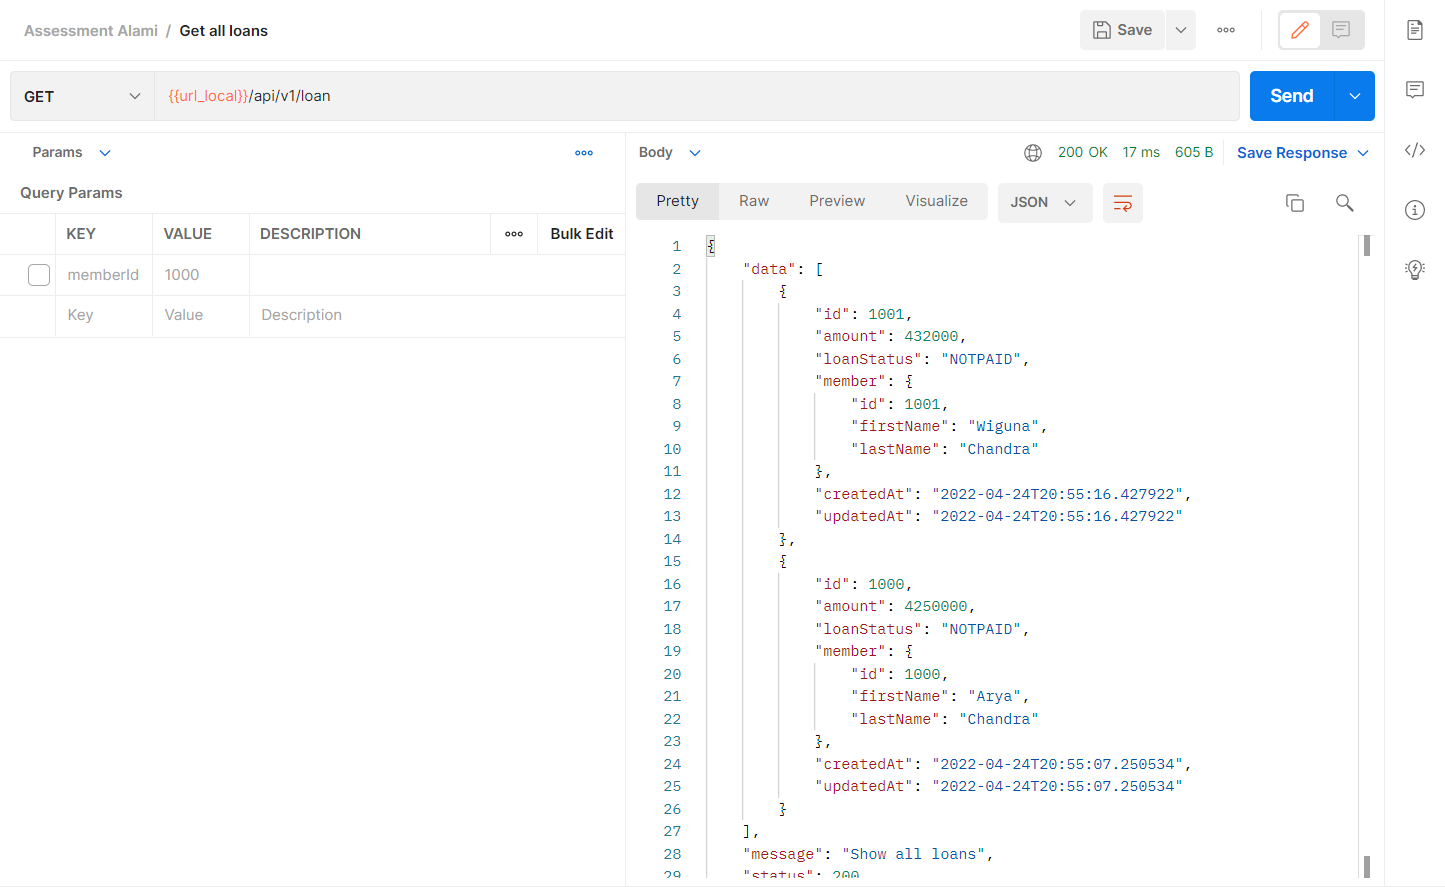 Assessment Alami / Get all loans
Save
GET
{{url_local}}/api/v1/loan
Send
Params
Query Params
KEY VALUE DESCRIPTION Bulk Edit
memberId 1000
Key Value Description
Body
200 OK 17 ms 605 B Save Response
Pretty Raw Preview Visualize JSON
1 {
2 "data": [
3 {
4 "id": 1001,
5 "amount": 432000,
6 "loanStatus": "NOTPAID",
7 "member": {
8 "id": 1001,
9 "firstName": "Wiguna",
10 "lastName": "Chandra"
11 },
12 "createdAt": "2022-04-24T20:55:16.427922",
13 "updatedAt": "2022-04-24T20:55:16.427922"
14 },
15 {
16 "id": 1000,
17 "amount": 4250000,
18 "loanStatus": "NOTPAID",
19 "member": {
20 "id": 1000,
21 "firstName": "Arya",
22 "lastName": "Chandra"
23 },
24 "createdAt": "2022-04-24T20:55:07.250534",
25 "updatedAt": "2022-04-24T20:55:07.250534"
26 }
27 ],
28 "message": "Show all loans",
29 "status": 200